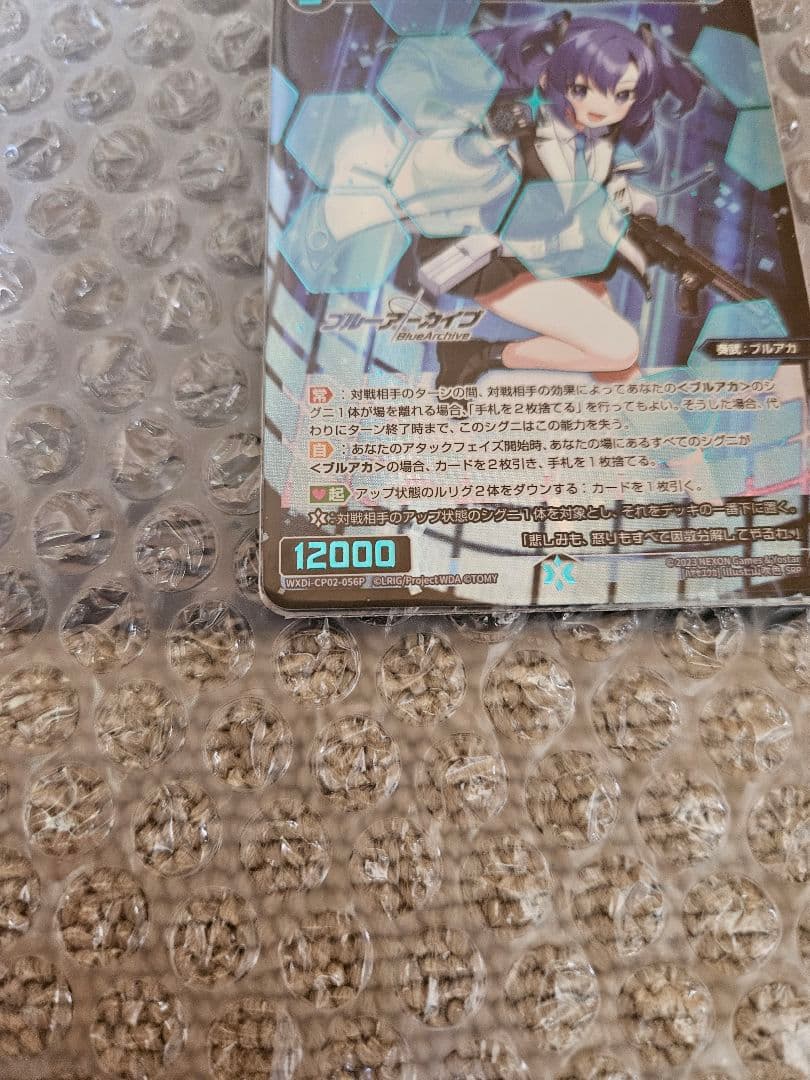 ブルーアーカイブ
BlueArchive
奏武：ブルアカ
常：対戦相手のターンの間、対戦相手の効果によってあなたの＜ブルアカ＞のシ
グニ１体が場を離れる場合、「手札を２枚捨てる」を行ってもよい。そうした場合、代
わりにターン終了時まで、このシグニはこの能力を失う。
自：あなたのアタックフェイズ開始時、あなたの場にあるすべてのシグニが
＜ブルアカ＞の場合、カードを２枚引き、手札を１枚捨てる。
♥起 アップ状態のルリグ２体をダウンする：カードを１枚引く。
：対戦相手のアップ状態のシグニ１体を対象とし、それをデッキの一番下に置く。
「悲しみも、怒りもすべて因数分解してやるわ」
12000
©2023 NEXON Games & Yostar
WXDi-CP02-056P ©LRIG/Project WDA ©TOMY